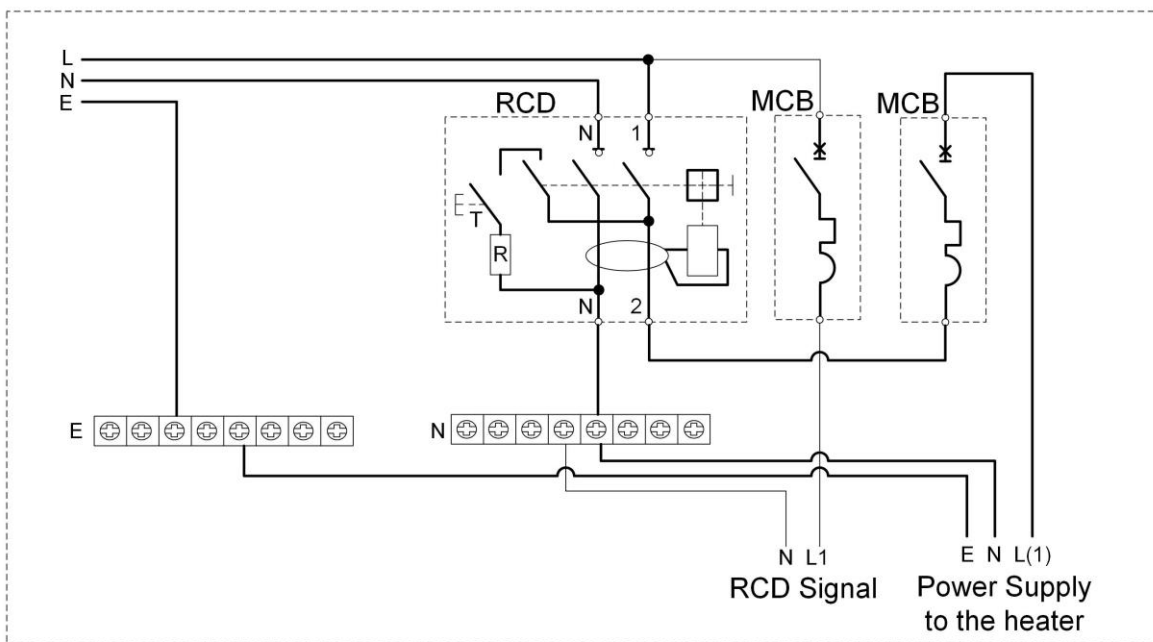 L
N
E
RCD
MCB
MCB
N
1
T
R
N
2
E
N
N L1
RCD Signal
E N L(1)
Power Supply
to the heater